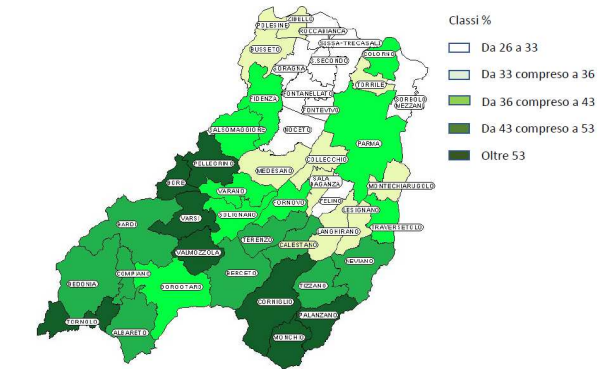 Classi %
Da 26 a 33
Da 33 compreso a 36
Da 36 compreso a 43
Da 43 compreso a 53
Oltre 53
ZIBELLO
POLESINE
ROCCABIANCA
BUSSETO
SISSA-TRECASALI
COLORNO
S.SECONDO
SORAGNA
TORRILE
FONTANELLATO
FIDENZA
SORBOLO
MEZZANI
FONTEVIVO
SALSOMAGGIORE
NOCETO
PARMA
PELLEGRINO
COLLECCHIO
MEDESANO
BORE
SALA
BAGANZA
MONTECHIARUGOLO
VARANO
FORNOVO
FELINO
LESIGNANO
VARSI
SOLIGNANO
BARDI
TRAVERSETOLO
LANGHIRANO
TERENZO
CALESTANO
VALMOZZOLA
NEVIANO
COMPIANO
BERCETO
BEDONIA
BORGOTARO
TIZZANO
CORNIGLIO
PALANZANO
TORNOLO
ALBARETO
MONCHIO